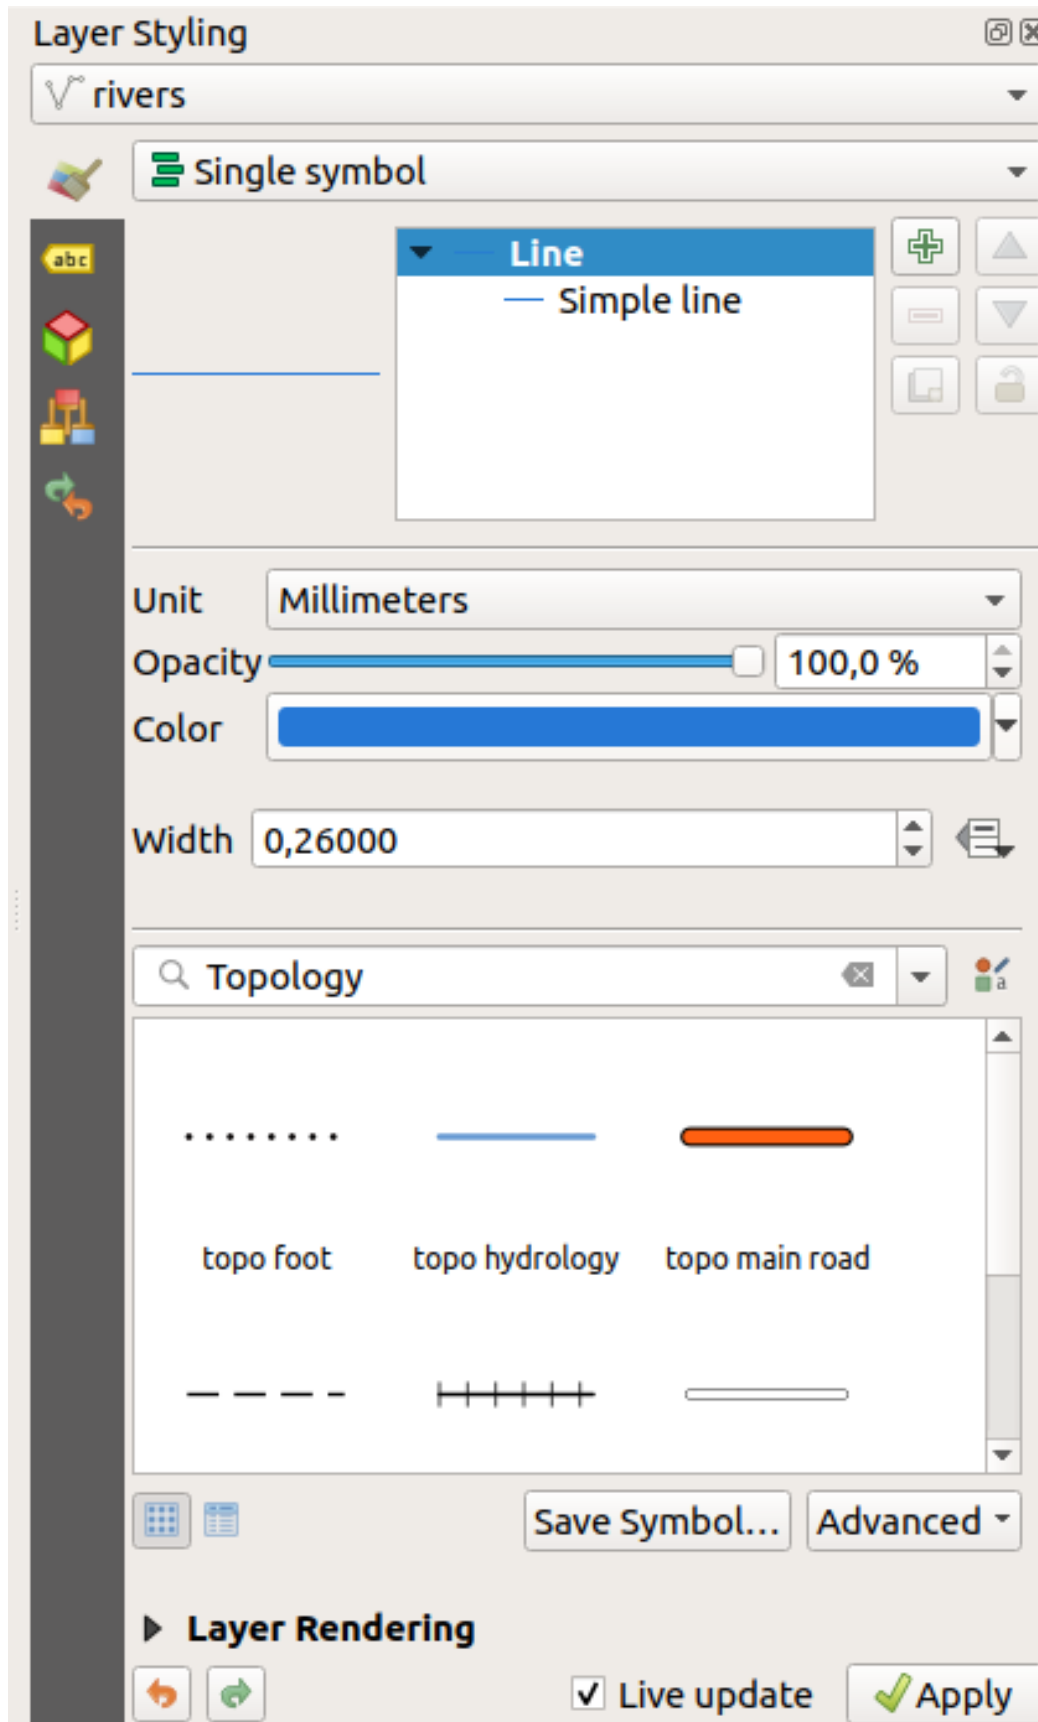 Layer Styling
rivers
Single symbol
abc
Line
Simple line
Unit Millimeters
Opacity 100,0 %
Color
Width 0,26000
Topology
a
topo foot topo hydrology topo main road
Save Symbol... Advanced
Layer Rendering
Live update Apply